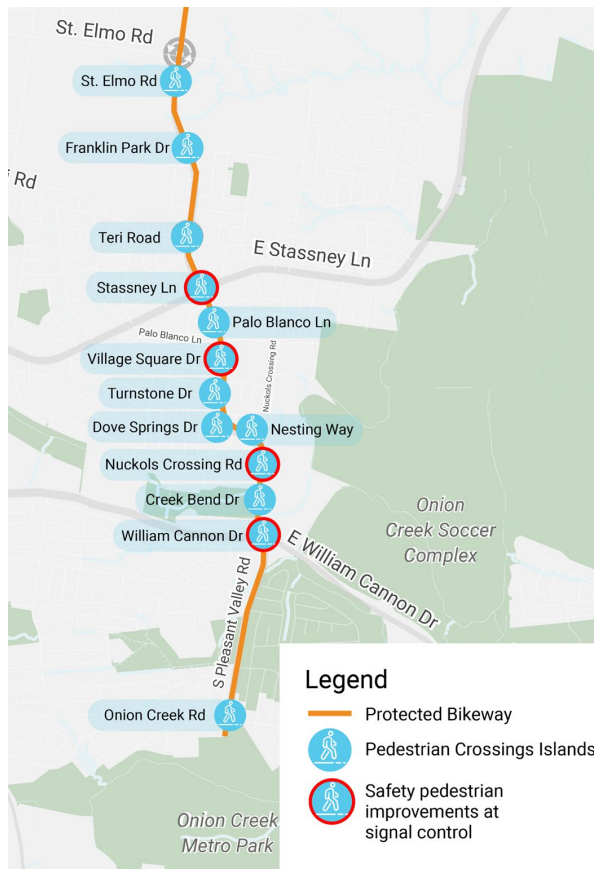 St. Elmo Rd
St. Elmo Rd
Franklin Park Dr
Rd
Teri Road
E Stassney Ln
Stassney Ln
Palo Blanco Ln
Palo Blanco Ln
Village Square Dr
Nuckols Crossing Rd
Turnstone Dr
Dove Springs Dr
Nesting Way
Nuckols Crossing Rd
Creek Bend Dr
Onion
Creek Soccer
Complex
William Cannon Dr
E William Cannon Dr
S Pleasant Valley Rd
Onion Creek Rd
Onion Creek
Metro Park
Legend
Protected Bikeway
Pedestrian Crossings Islands
Safety pedestrian
improvements at
signal control